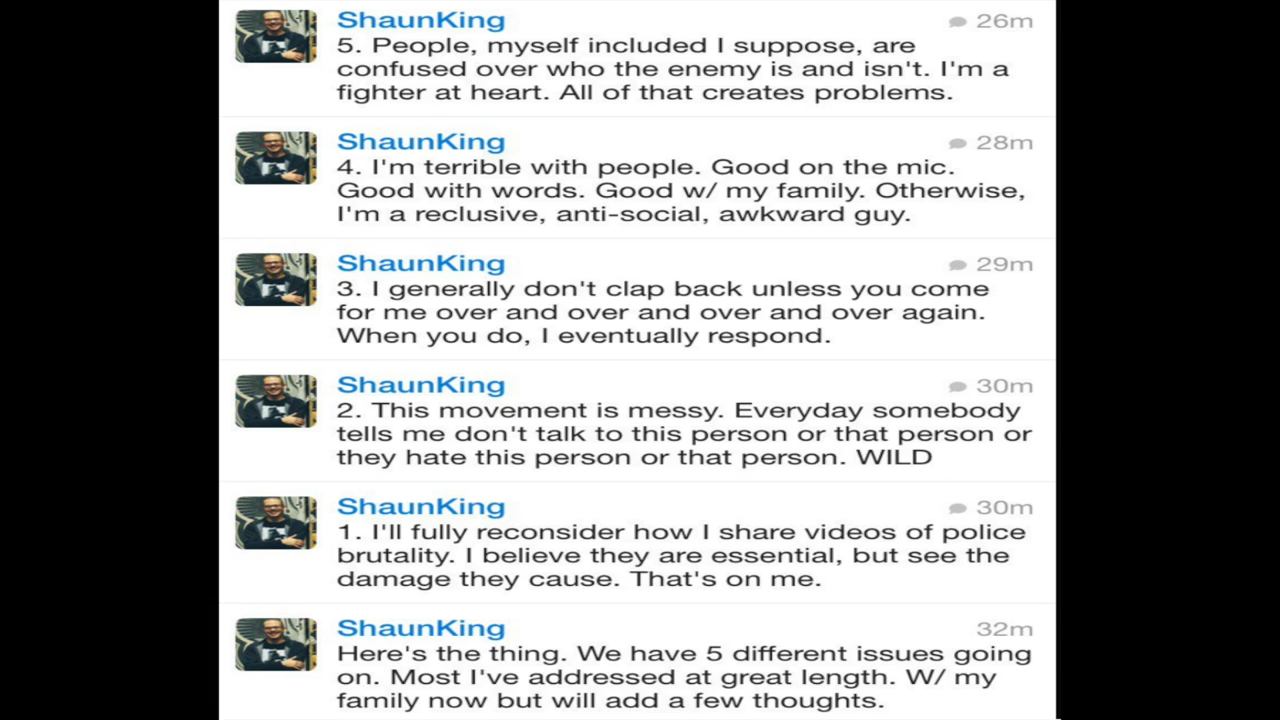 ShaunKing 26m
5. People, myself included I suppose, are
confused over who the enemy is and isn't. I'm a
fighter at heart. All of that creates problems.
ShaunKing 28m
4. I'm terrible with people. Good on the mic.
Good with words. Good w/ my family. Otherwise,
I'm a reclusive, anti-social, awkward guy.
ShaunKing 29m
3. I generally don't clap back unless you come
for me over and over and over and over again.
When you do, I eventually respond.
ShaunKing 30m
2. This movement is messy. Everyday somebody
tells me don't talk to this person or that person or
they hate this person or that person. WILD
ShaunKing 30m
1. I'll fully reconsider how I share videos of police
brutality. I believe they are essential, but see the
damage they cause. That's on me.
ShaunKing 32m
Here's the thing. We have 5 different issues going
on. Most I've addressed at great length. W/ my
family now but will add a few thoughts.